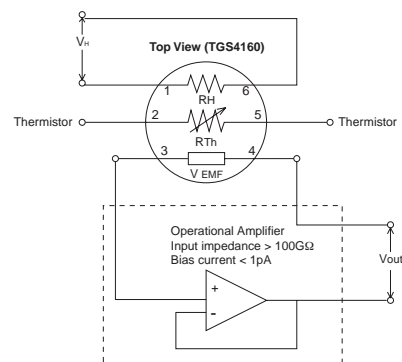 Top View (TGS4160)
VH
1 6
RH
Thermistor 2 5 Thermistor
RTh
3 4
V EMF
Operational Amplifier
Input impedance > 100GΩ
Bias current < 1pA
Vout
+
-